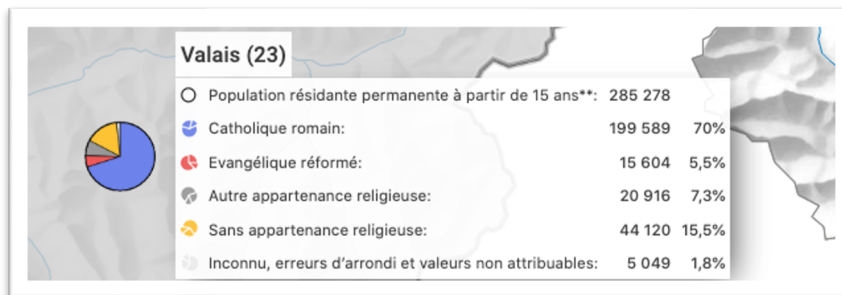 Valais (23)
Population résidante permanente à partir de 15 ans**: 285 278
Catholique romain: 199 589 70%
Evangélique réformé: 15 604 5,5%
Autre appartenance religieuse: 20 916 7,3%
Sans appartenance religieuse: 44 120 15,5%
Inconnu, erreurs d'arrondi et valeurs non attribuables: 5 049 1,8%